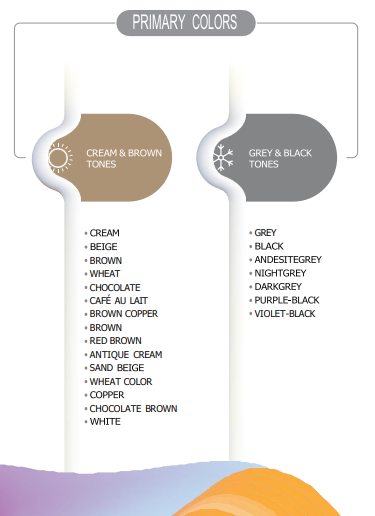 PRIMARY COLORS
CREAM & BROWN
TONES
• CREAM
• BEIGE
• BROWN
• WHEAT
• CHOCOLATE
• CAFÉ AU LAIT
• BROWN COPPER
• BROWN
• RED BROWN
• ANTIQUE CREAM
• SAND BEIGE
• WHEAT COLOR
• COPPER
• CHOCOLATE BROWN
• WHITE
GREY & BLACK
TONES
• GREY
• BLACK
• ANDESITEGREY
• NIGHTGREY
• DARKGREY
• PURPLE-BLACK
• VIOLET-BLACK